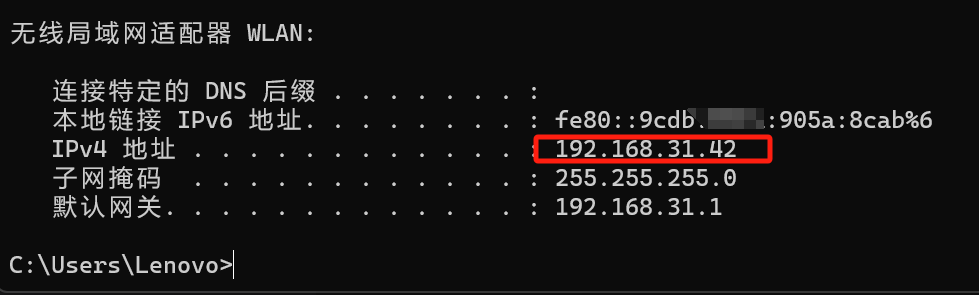 无线局域网适配器 WLAN:
连接特定的 DNS 后缀 . . . . . . . :
本地链接 IPv6 地址. . . . . . . . : fe80::9cdb :905a:8cab%6
IPv4 地址 . . . . . . . . . . . . : 192.168.31.42
子网掩码 . . . . . . . . . . . . : 255.255.255.0
默认网关. . . . . . . . . . . . . : 192.168.31.1
C:\Users\Lenovo>